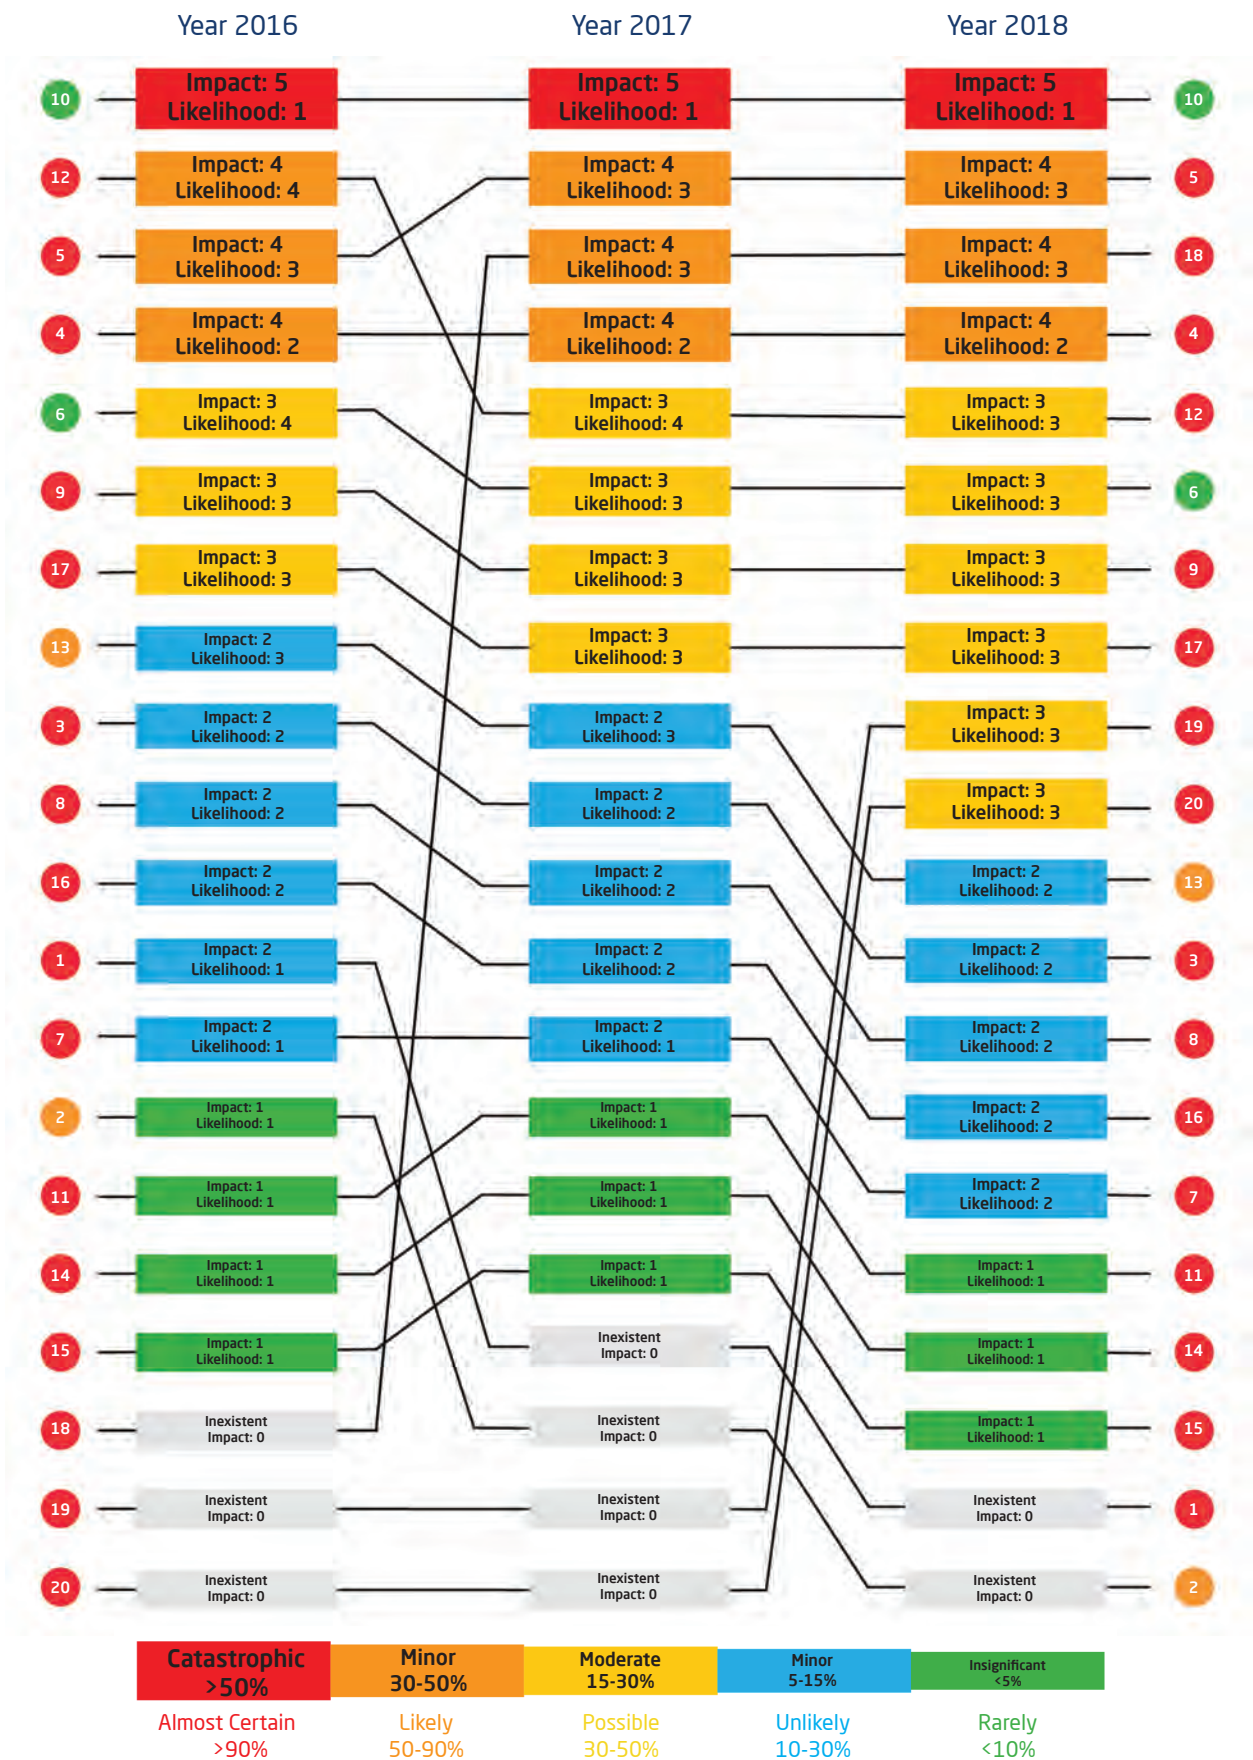 Year 2016 Year 2017 Year 2018
10 Impact: 5 Impact: 5 Impact: 5 10
Likelihood: 1 Likelihood: 1 Likelihood: 1
12 Impact: 4 Impact: 4 Impact: 4 5
Likelihood: 4 Likelihood: 3 Likelihood: 3
5 Impact: 4 Impact: 4 Impact: 4 18
Likelihood: 3 Likelihood: 3 Likelihood: 3
4 Impact: 4 Impact: 4 Impact: 4 4
Likelihood: 2 Likelihood: 2 Likelihood: 2
6 Impact: 3 Impact: 3 Impact: 3 12
Likelihood: 4 Likelihood: 4 Likelihood: 3
9 Impact: 3 Impact: 3 Impact: 3 6
Likelihood: 3 Likelihood: 3 Likelihood: 3
17 Impact: 3 Impact: 3 Impact: 3 9
Likelihood: 3 Likelihood: 3 Likelihood: 3
13 Impact: 2 Impact: 3 Impact: 3 17
Likelihood: 3 Likelihood: 3 Likelihood: 3
3 Impact: 2 Impact: 2 Impact: 3 19
Likelihood: 2 Likelihood: 3 Likelihood: 3
8 Impact: 2 Impact: 2 Impact: 3 20
Likelihood: 2 Likelihood: 2 Likelihood: 3
16 Impact: 2 Impact: 2 Impact: 2 13
Likelihood: 2 Likelihood: 2 Likelihood: 2
1 Impact: 2 Impact: 2 Impact: 2 3
Likelihood: 1 Likelihood: 2 Likelihood: 2
7 Impact: 2 Impact: 2 Impact: 2 8
Likelihood: 1 Likelihood: 1 Likelihood: 2
2 Impact: 1 Impact: 1 Impact: 2 16
Likelihood: 1 Likelihood: 1 Likelihood: 2
11 Impact: 1 Impact: 1 Impact: 2 7
Likelihood: 1 Likelihood: 1 Likelihood: 2
14 Impact: 1 Impact: 1 Impact: 1 11
Likelihood: 1 Likelihood: 1 Likelihood: 1
15 Impact: 1 Inexistent Impact: 1 14
Likelihood: 1 Impact: 0 Likelihood: 1
18 Inexistent Inexistent Impact: 1 15
Impact: 0 Impact: 0 Likelihood: 1
19 Inexistent Inexistent Inexistent 1
Impact: 0 Impact: 0 Impact: 0
20 Inexistent Inexistent Inexistent 2
Impact: 0 Impact: 0 Impact: 0
Catastrophic Minor Moderate Minor Insignificant
>50% 30-50% 15-30% 5-15% <5%
Almost Certain Likely Possible Unlikely Rarely
>90% 50-90% 30-50% 10-30% <10%